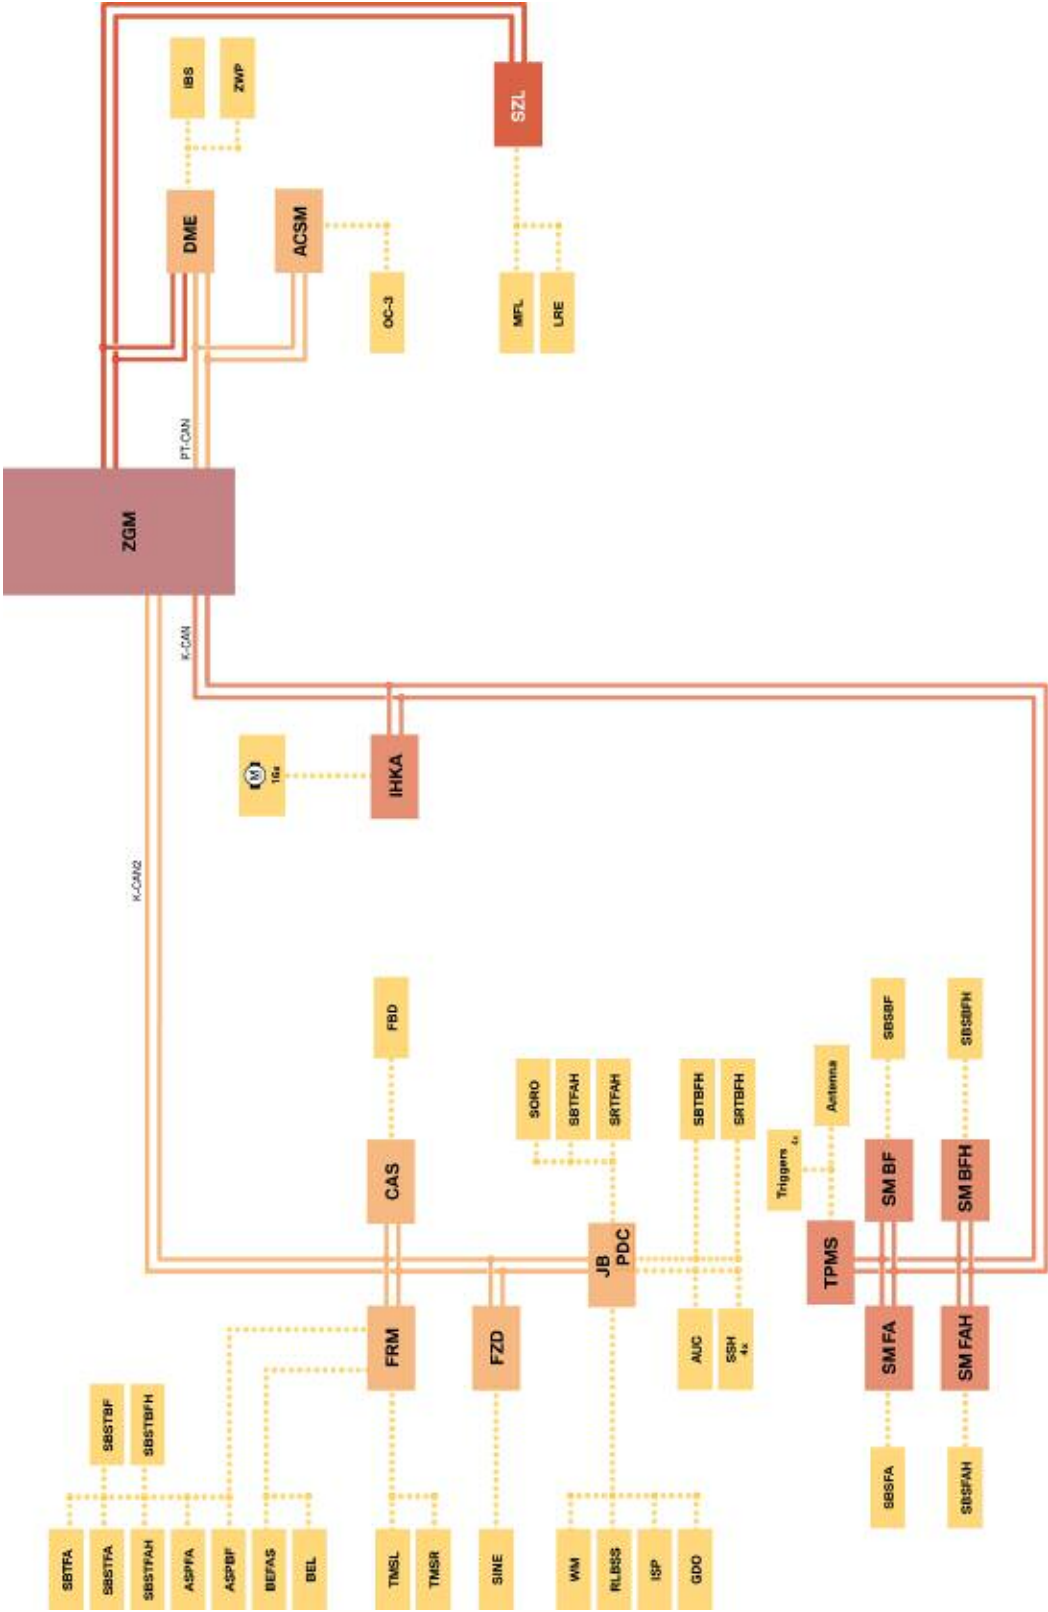 IBS
ZWP
SZL
DME
ACSM
OC-3
MFL
LRE
PT-CAN
ZGM
K-CAN
M
16x
IHKA
K-CAN2
FBD
SBSBF
SBSBFH
SORO
SBTFAH
SRTFAH
SBTBFH
SRTBFH
Antenna
Triggers
4x
CAS
SM BF
SM BFH
JB
PDC
TPMS
FRM
FZD
AUC
SSH
4x
SM FA
SM FAH
SBSTBF
SBSTBFH
SBSFA
SBSFAH
SBTFA
SBSTFA
SBSTFAH
ASPFA
ASPBF
BEFAS
BEL
TMSL
TMSR
SINE
WM
RLBSS
ISP
GDO